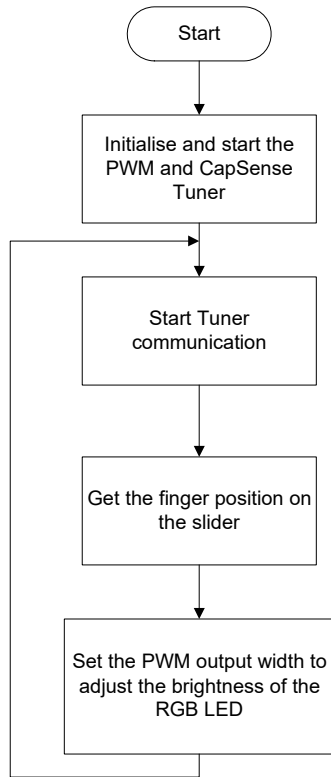 Start
Initialise and start the
PWM and CapSense
Tuner
Start Tuner
communication
Get the finger position on
the slider
Set the PWM output width to
adjust the brightness of the
RGB LED